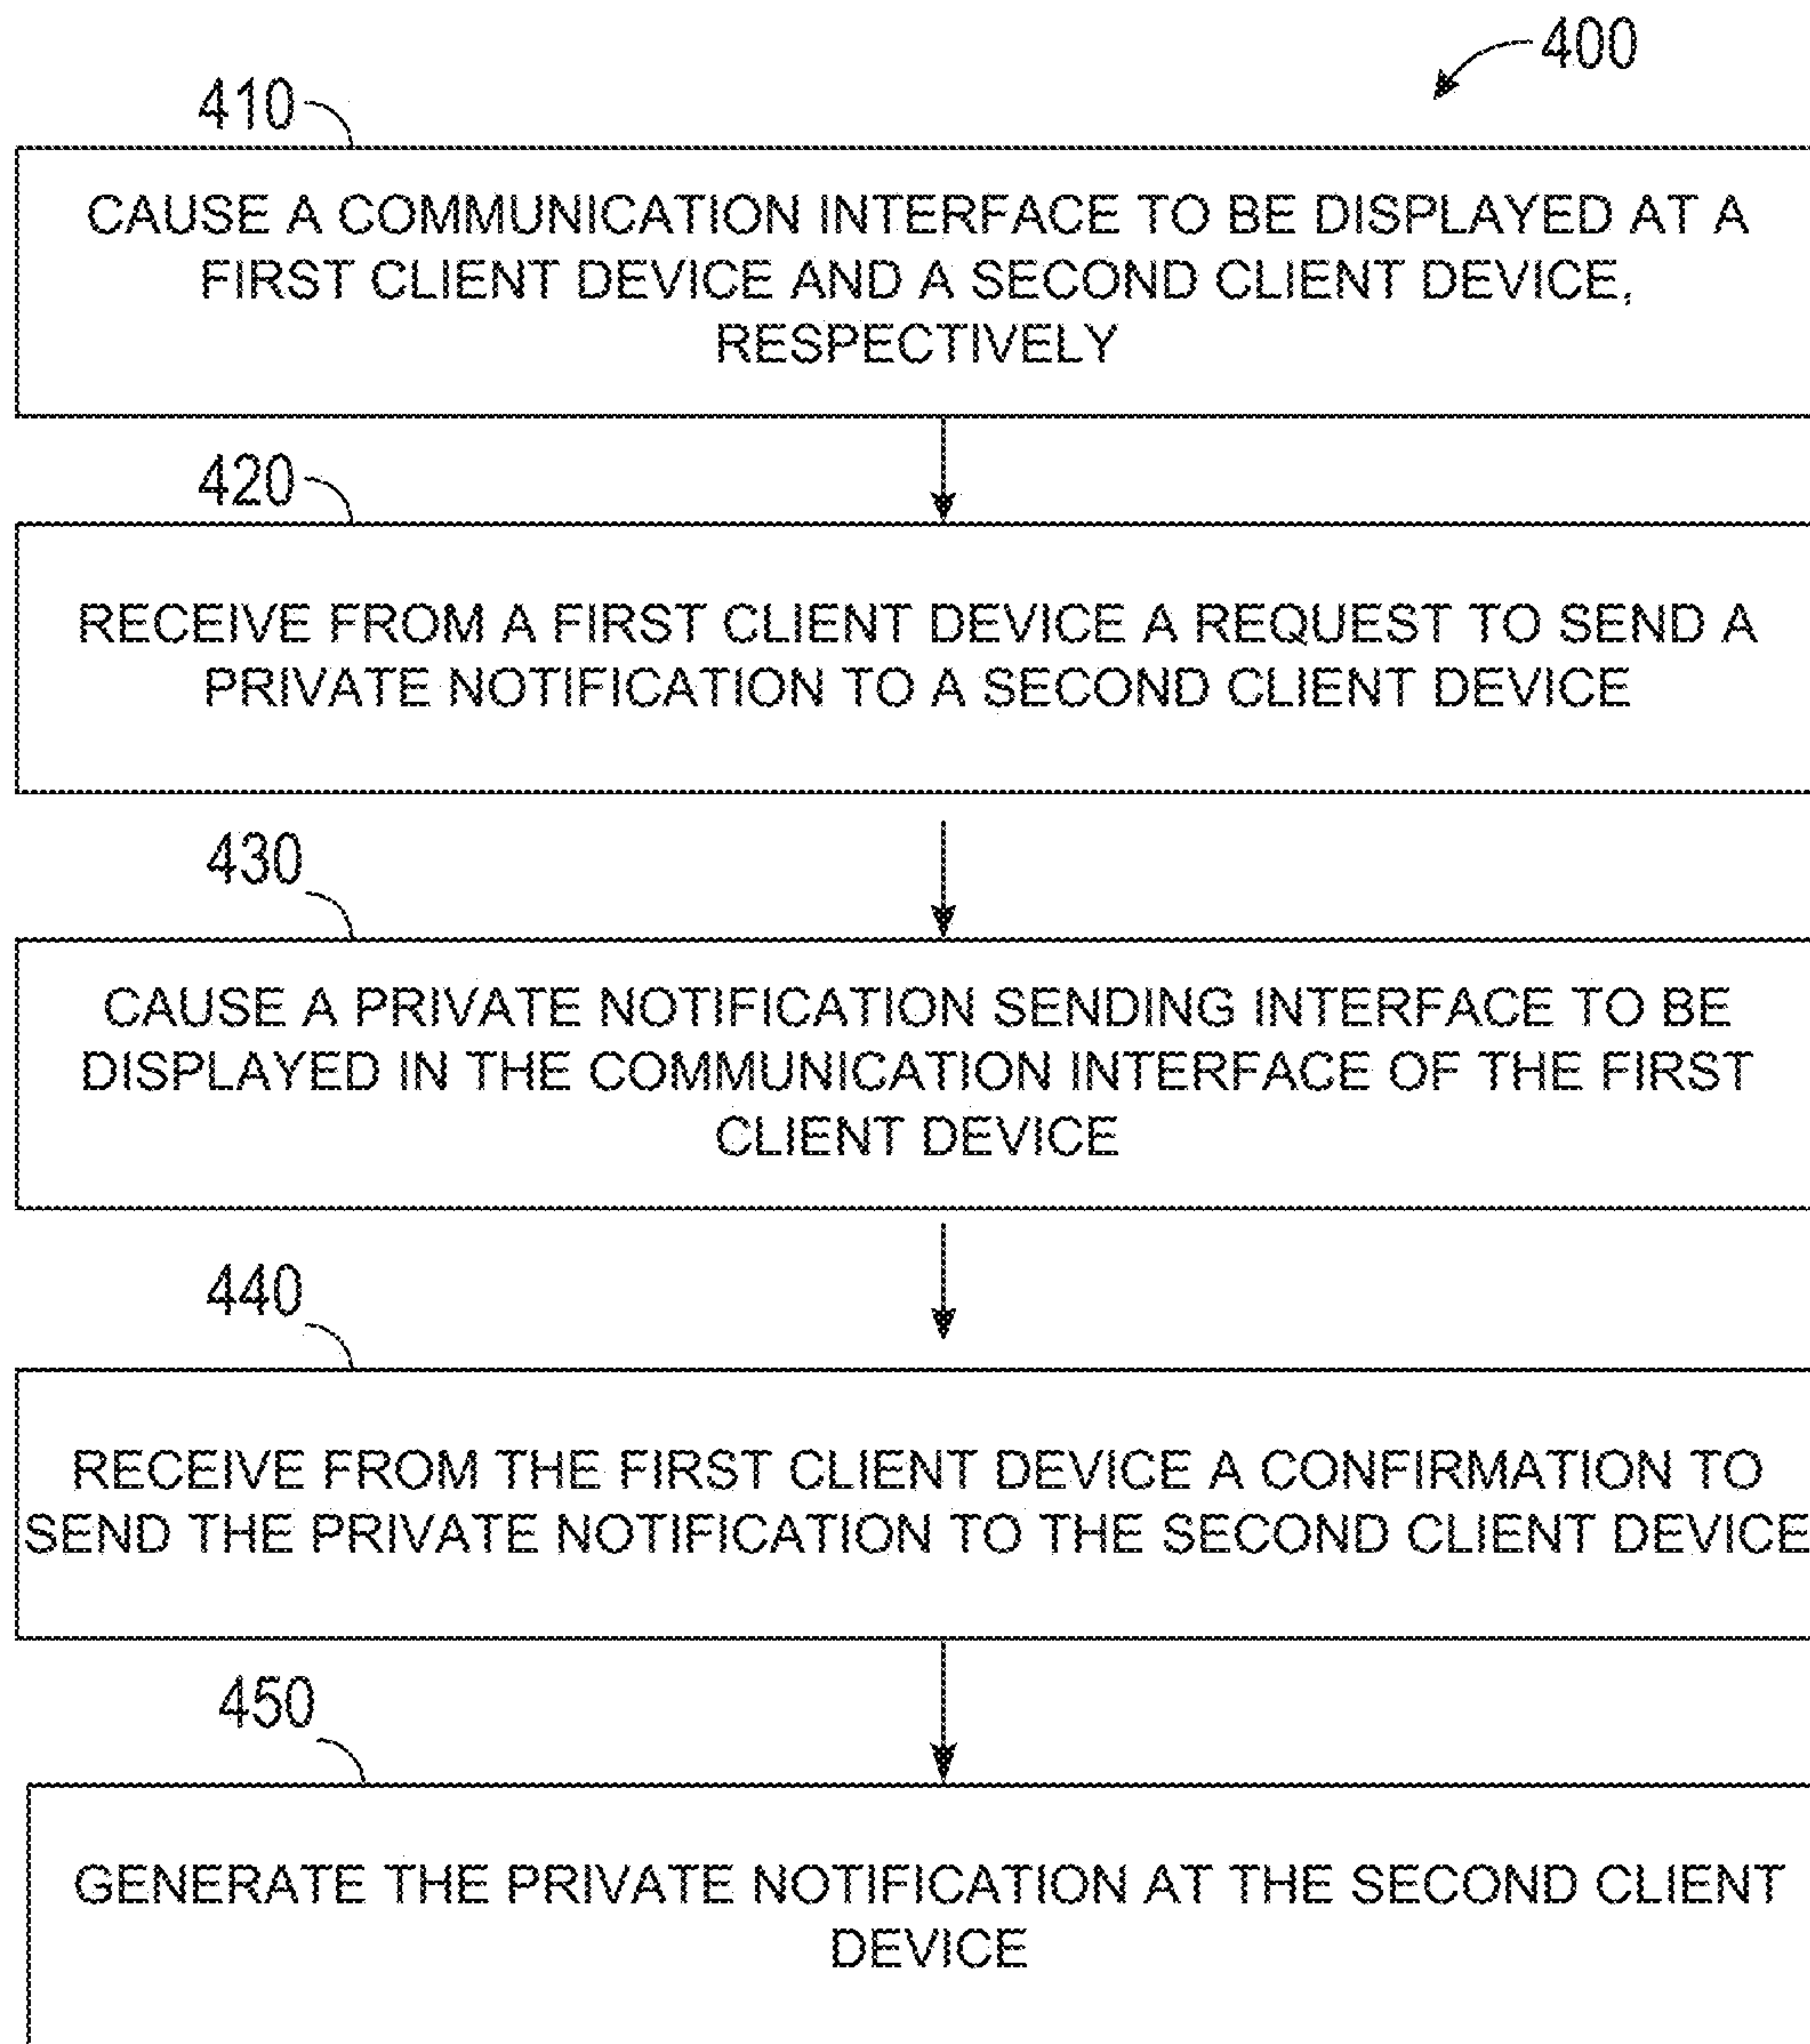 400
410
CAUSE A COMMUNICATION INTERFACE TO BE DISPLAYED AT A
FIRST CLIENT DEVICE AND A SECOND CLIENT DEVICE,
RESPECTIVELY
420
RECEIVE FROM A FIRST CLIENT DEVICE A REQUEST TO SEND A
PRIVATE NOTIFICATION TO A SECOND CLIENT DEVICE
430
CAUSE A PRIVATE NOTIFICATION SENDING INTERFACE TO BE
DISPLAYED IN THE COMMUNICATION INTERFACE OF THE FIRST
CLIENT DEVICE
440
RECEIVE FROM THE FIRST CLIENT DEVICE A CONFIRMATION TO
SEND THE PRIVATE NOTIFICATION TO THE SECOND CLIENT DEVICE
450
GENERATE THE PRIVATE NOTIFICATION AT THE SECOND CLIENT
DEVICE